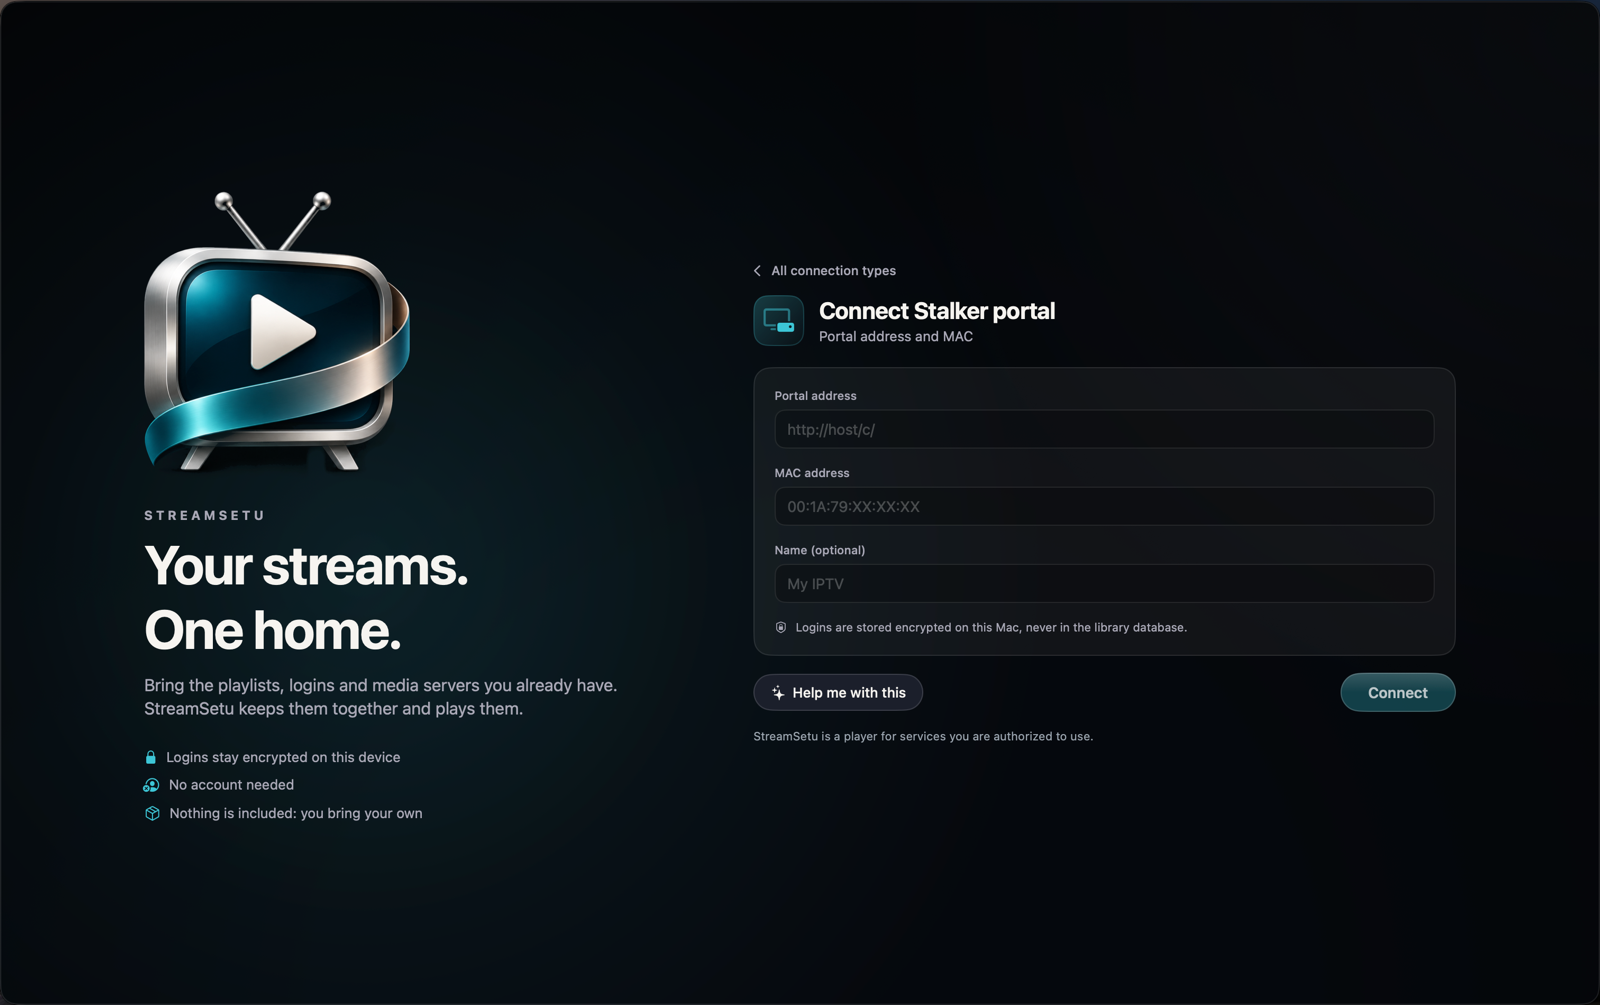 STREAMSETU
Your streams.
One home.
Bring the playlists, logins and media servers you already have.
StreamSetu keeps them together and plays them.
Logins stay encrypted on this device
No account needed
Nothing is included: you bring your own
All connection types
Connect Stalker portal
Portal address and MAC
Portal address
http://host/c/
MAC address
00:1A:79:XX:XX:XX
Name (optional)
My IPTV
Logins are stored encrypted on this Mac, never in the library database.
Help me with this
Connect
StreamSetu is a player for services you are authorized to use.